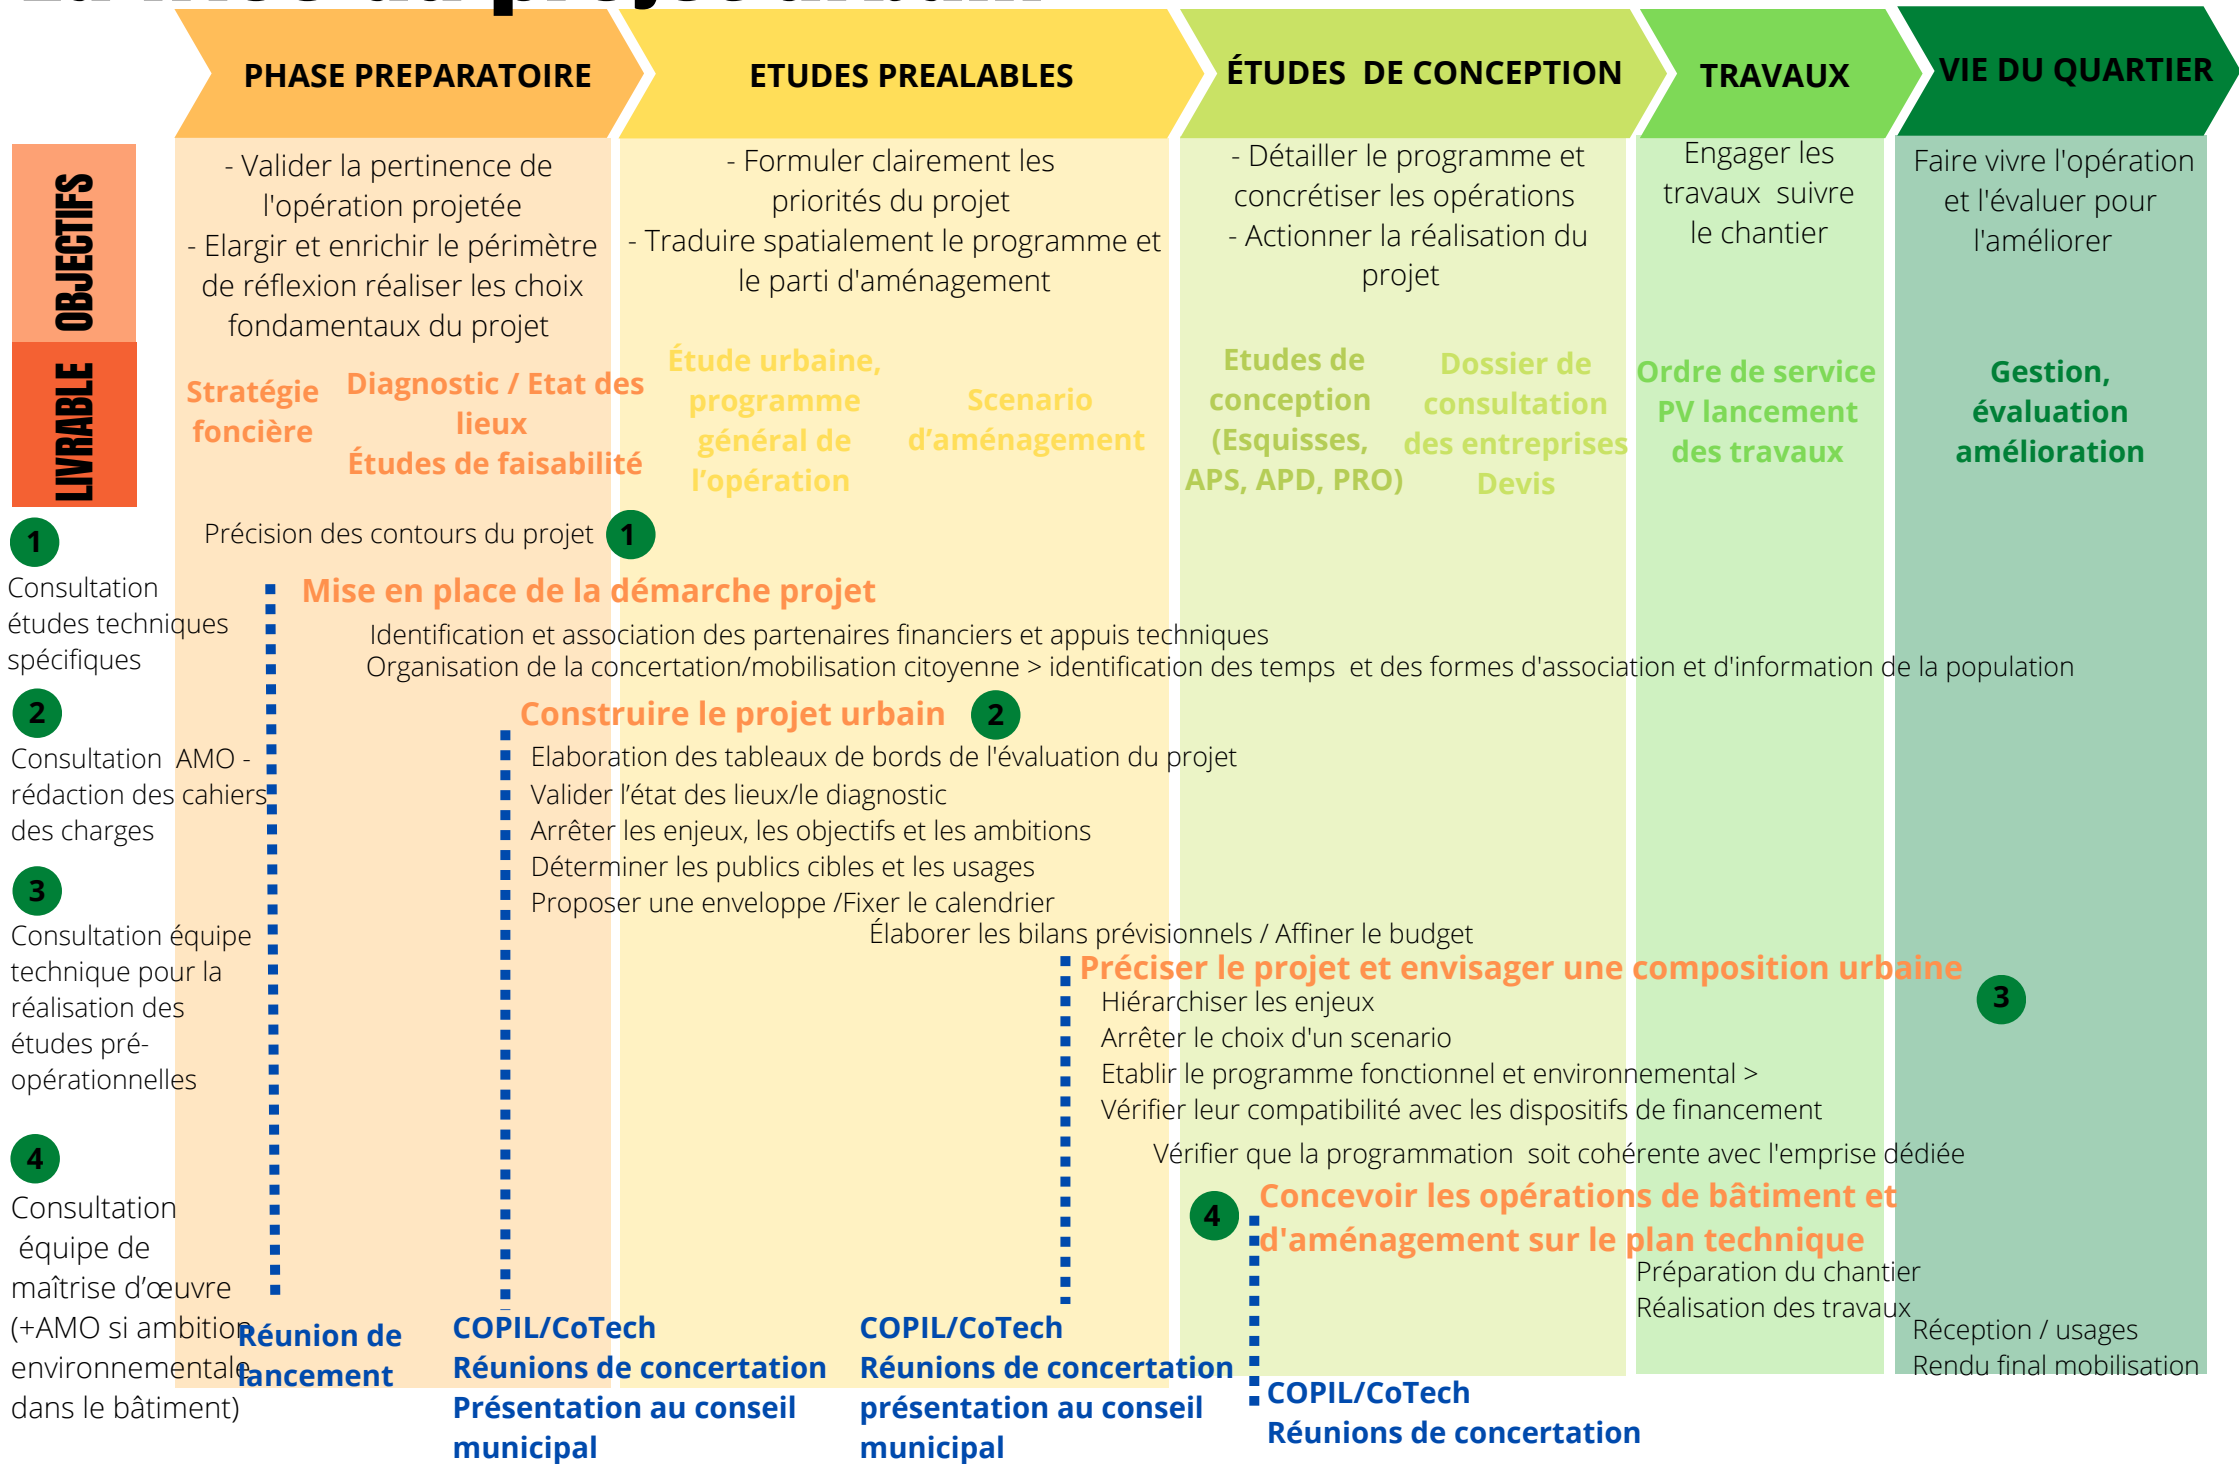 du projet urbain
PHASE PREPARATOIRE
ETUDES PREALABLES
ÉTUDES DE CONCEPTION
TRAVAUX
VIE DU QUARTIER
OBJECTIFS
- Valider la pertinence de
l'opération projetée
- Elargir et enrichir le périmètre
de réflexion réaliser les choix
fondamentaux du projet
- Formuler clairement les
priorités du projet
- Traduire spatialement le programme et
le parti d'aménagement
- Détailler le programme et
concrétiser les opérations
- Actionner la réalisation du
projet
Engager les
travaux suivre
le chantier
Faire vivre l'opération
et l'évaluer pour
l'améliorer
LIVRABLE
Stratégie
foncière
Diagnostic / Etat des
lieux
Études de faisabilité
Étude urbaine,
programme
général de
l’opération
Scenario
d’aménagement
Etudes de
conception
(Esquisses,
APS, APD, PRO)
Dossier de
consultation
des entreprises
Devis
Ordre de service
PV lancement
des travaux
Gestion,
évaluation
amélioration
1
Consultation
études techniques
spécifiques
2
Consultation AMO -
rédaction des cahiers
des charges
3
Consultation équipe
technique pour la
réalisation des
études pré-
opérationnelles
4
Consultation
équipe de
maîtrise d’œuvre
(+AMO si ambition
environnementale
dans le bâtiment)
Précision des contours du projet
1
Mise en place de la démarche projet
Identification et association des partenaires financiers et appuis techniques
Organisation de la concertation/mobilisation citoyenne > identification des temps et des formes d'association et d'information de la population
Construire le projet urbain
2
Elaboration des tableaux de bords de l'évaluation du projet
Valider l’état des lieux/le diagnostic
Arrêter les enjeux, les objectifs et les ambitions
Déterminer les publics cibles et les usages
Proposer une enveloppe /Fixer le calendrier
Élaborer les bilans prévisionnels / Affiner le budget
Préciser le projet et envisager une composition urbaine
3
Hiérarchiser les enjeux
Arrêter le choix d'un scenario
Etablir le programme fonctionnel et environnemental >
Vérifier leur compatibilité avec les dispositifs de financement
Vérifier que la programmation soit cohérente avec l'emprise dédiée
4
Concevoir les opérations de bâtiment et
d'aménagement sur le plan technique
Préparation du chantier
Réalisation des travaux
Réception / usages
Rendu final mobilisation
Réunion de
lancement
COPIL/CoTech
Réunions de concertation
Présentation au conseil
municipal
COPIL/CoTech
Réunions de concertation
présentation au conseil
municipal
COPIL/CoTech
Réunions de concertation